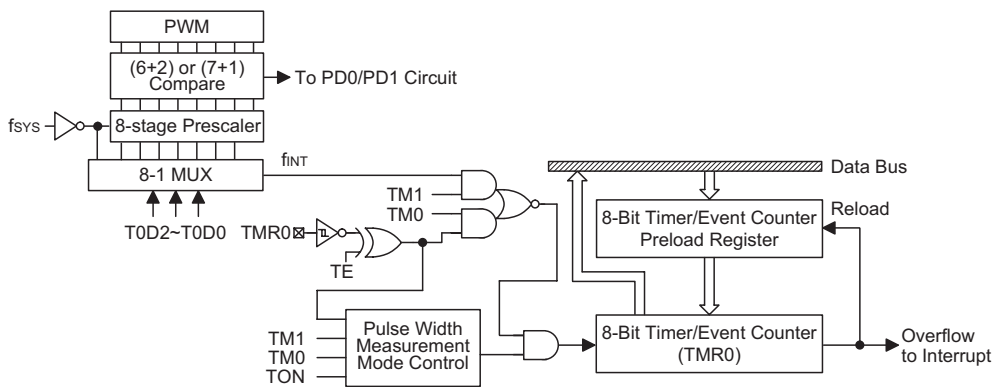 PWM
(6+2) or (7+1)
Compare
To PD0/PD1 Circuit
fSYS
8-stage Prescaler
8-1 MUX
fINT
T0D2~T0D0
TM1
TM0
TMR0
TE
Data Bus
8-Bit Timer/Event Counter
Preload Register
Reload
TM1
TM0
TON
Pulse Width
Measurement
Mode Control
8-Bit Timer/Event Counter
(TMR0)
Overflow
to Interrupt